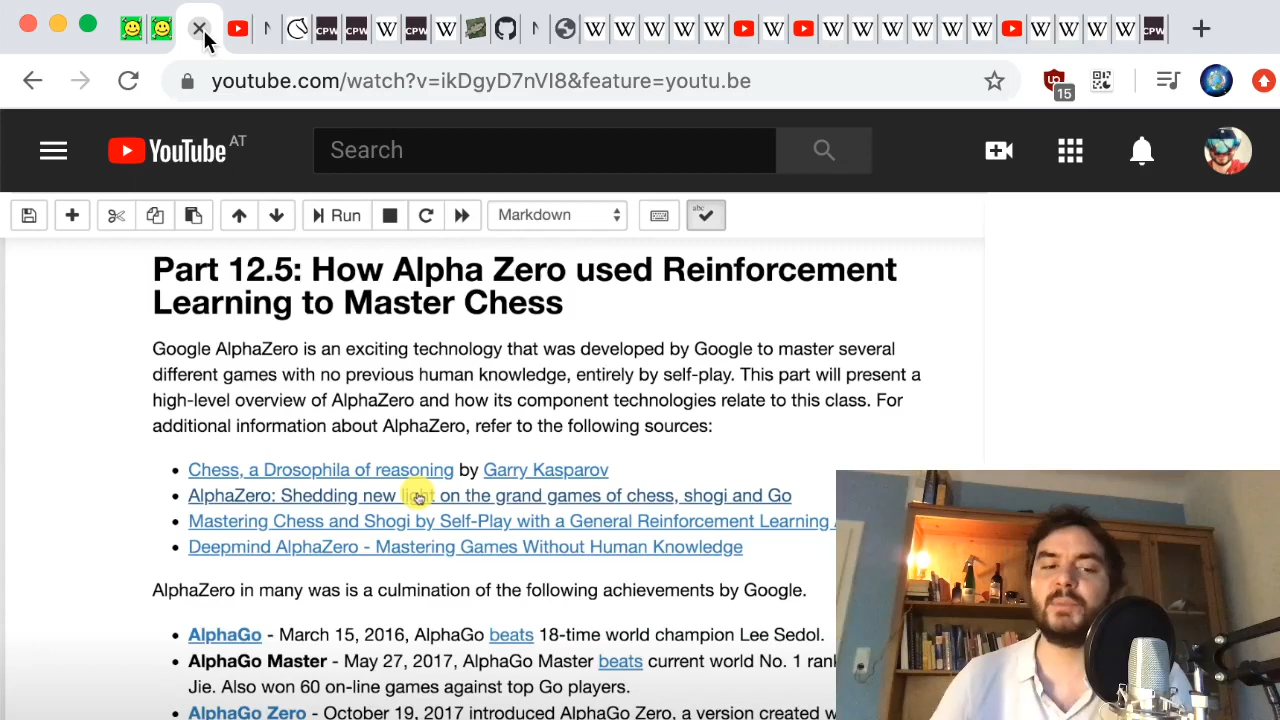 CPW CPW W CPW W W W W W W W W W W W W W W W W W CPW
youtube.com/watch?v=ikDgyD7nVI8&feature=youtu.be
15
YouTube AT
Search
Run
Markdown
abc
Part 12.5: How Alpha Zero used Reinforcement
Learning to Master Chess
Google AlphaZero is an exciting technology that was developed by Google to master several
different games with no previous human knowledge, entirely by self-play. This part will present a
high-level overview of AlphaZero and how its component technologies relate to this class. For
additional information about AlphaZero, refer to the following sources:
• Chess, a Drosophila of reasoning by Garry Kasparov
• AlphaZero: Shedding new light on the grand games of chess, shogi and Go
• Mastering Chess and Shogi by Self-Play with a General Reinforcement Learning
• Deepmind AlphaZero - Mastering Games Without Human Knowledge
AlphaZero in many was is a culmination of the following achievements by Google.
• AlphaGo - March 15, 2016, AlphaGo beats 18-time world champion Lee Sedol.
• AlphaGo Master - May 27, 2017, AlphaGo Master beats current world No. 1
Jie. Also won 60 on-line games against top Go players.
• AlphaGo Zero - October 19, 2017 introduced AlphaGo Zero, a version created